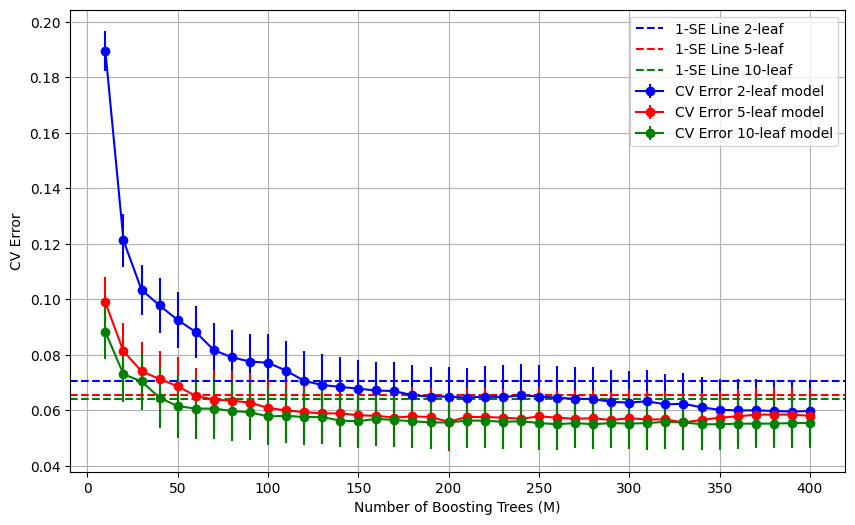 0.20
0.18
0.16
0.14
0.12
0.10
0.08
0.06
0.04
CV Error
1-SE Line 2-leaf
1-SE Line 5-leaf
1-SE Line 10-leaf
CV Error 2-leaf model
CV Error 5-leaf model
CV Error 10-leaf model
0 50 100 150 200 250 300 350 400
Number of Boosting Trees (M)